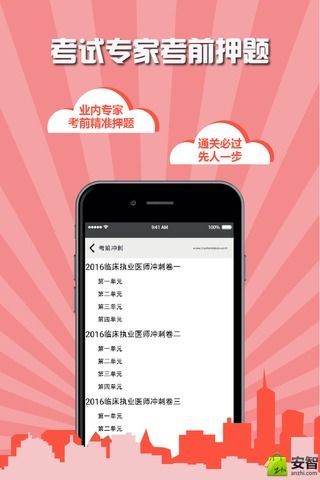 考试专家考前押题
业内专家
考前精准押题
通关必过
先人一步
9:41 AM
考前冲刺
2016临床执业医师冲刺卷一
第一单元
第二单元
第三单元
第四单元
2016临床执业医师冲刺卷二
第一单元
第二单元
第三单元
第四单元
2016临床执业医师冲刺卷三
第一单元
第二单元
安智
anzhi.com